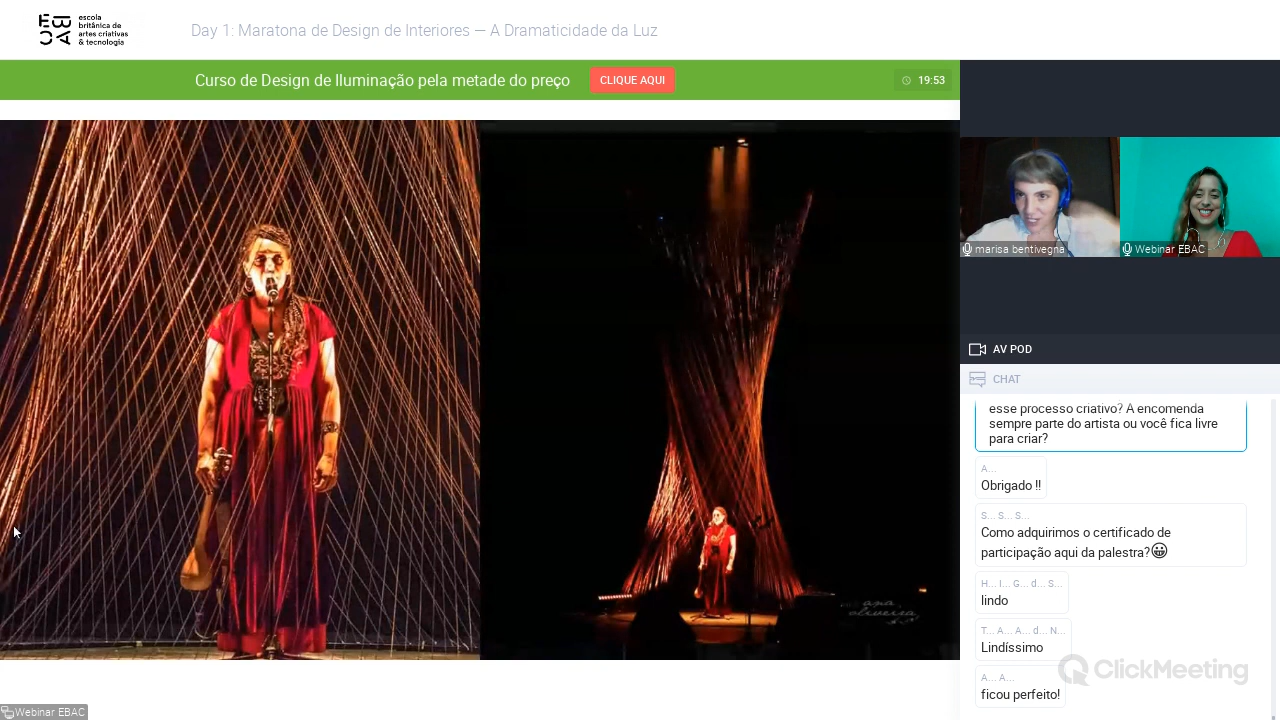 EBAC
escola
britânica de
artes criativas
& tecnologia
Day 1: Maratona de Design de Interiores — A Dramaticidade da Luz
Curso de Design de Iluminação pela metade do preço
CLIQUE AQUI
19:53
marisa bentivegna
Webinar EBAC
AV POD
CHAT
esse processo criativo? A encomenda
sempre parte do artista ou você fica livre
para criar?
A...
Obrigado !!
S... S... S...
Como adquirimos o certificado de
participação aqui da palestra?😀
H... I... G... d... S...
lindo
T... A... A... d... N...
Lindíssimo
A... A...
ficou perfeito!
ClickMeeting
ana
oliveira
Webinar EBAC